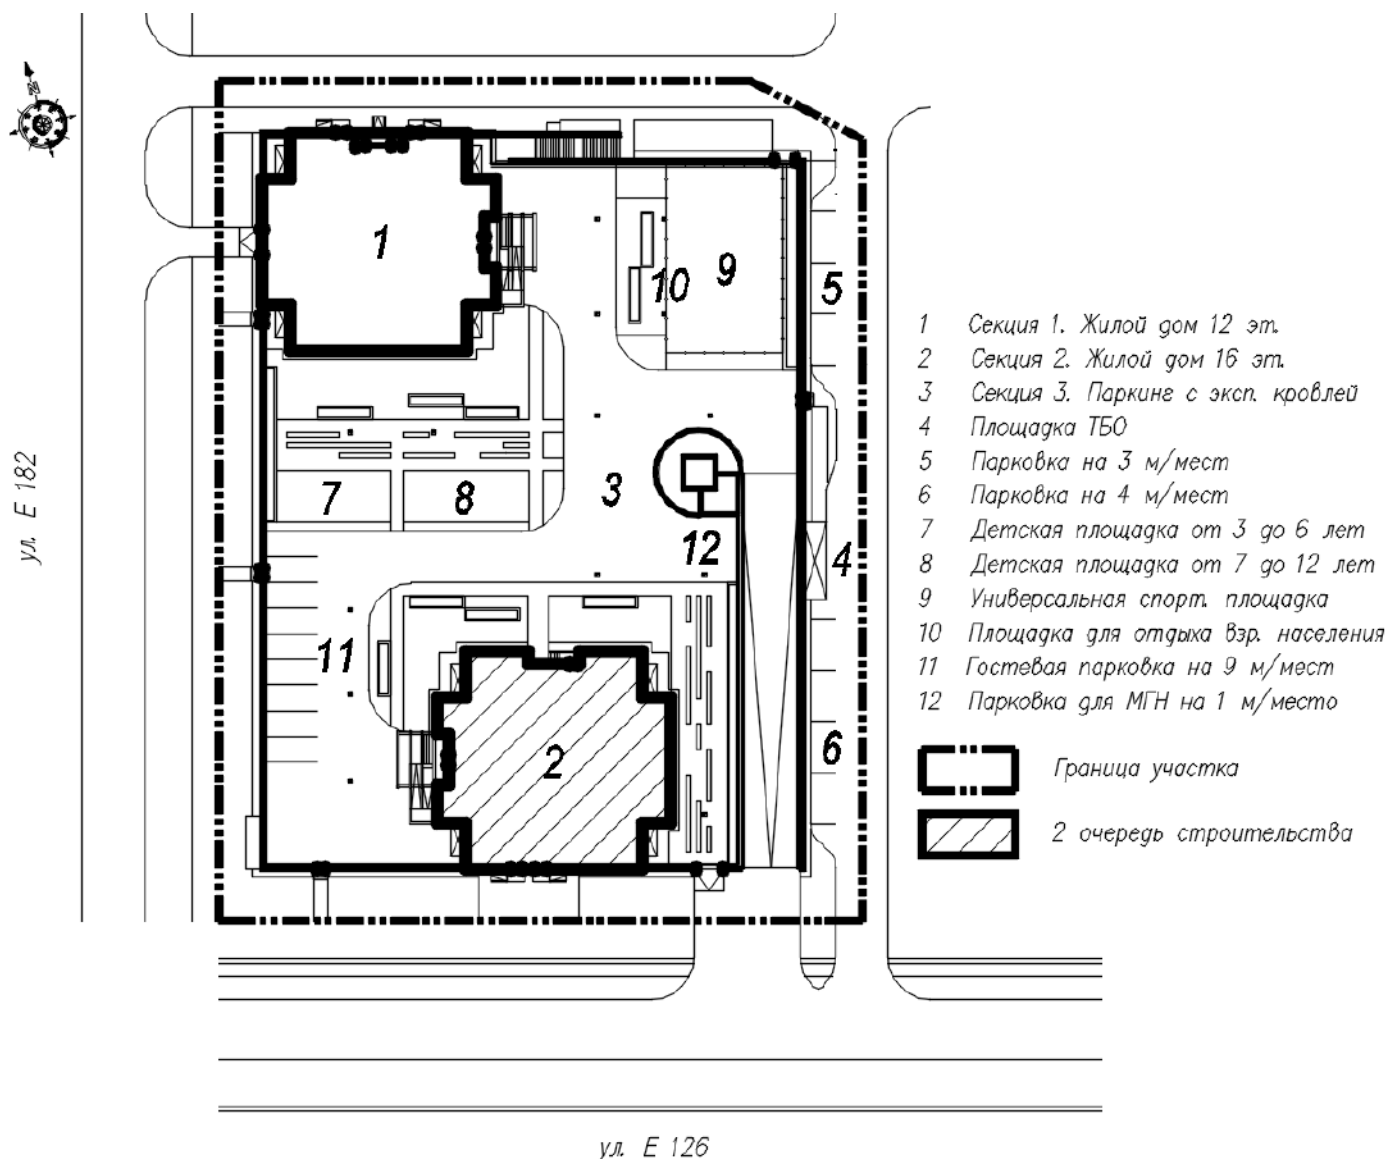 N
1
10
9
5
1 Секция 1. Жилой дом 12 эт.
2 Секция 2. Жилой дом 16 эт.
3 Секция 3. Паркинг с эксп. кровлей
4 Площадка ТБО
5 Парковка на 3 м/мест
6 Парковка на 4 м/мест
7 Детская площадка от 3 до 6 лет
8 Детская площадка от 7 до 12 лет
9 Универсальная спорт. площадка
10 Площадка для отдыха взр. населения
11 Гостевая парковка на 9 м/мест
12 Парковка для МГН на 1 м/место
Граница участка
2 очередь строительства
ул. Е 182
7
8
3
12
4
11
2
6
ул. Е 126